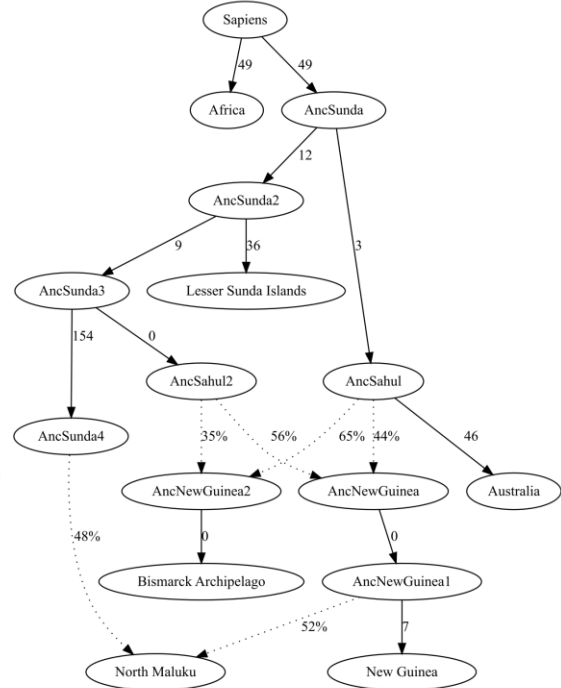 Sapiens
49
49
Africa
AncSunda
12
AncSunda2
9
36
3
AncSunda3
Lesser Sunda Islands
154
0
AncSahul2
AncSahul
AncSunda4
35%
56%
65%
44%
46
AncNewGuinea2
AncNewGuinea
Australia
48%
0
0
Bismarck Archipelago
AncNewGuinea1
52%
7
North Maluku
New Guinea